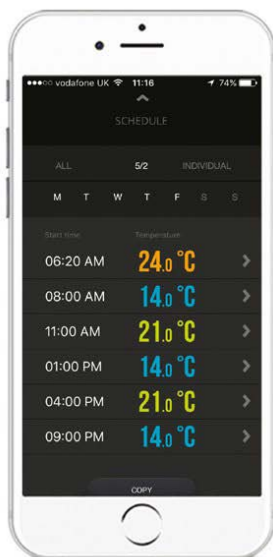 ●●●○○ vodafone UK 11:16 74%
SCHEDULE
ALL 5/2 INDIVIDUAL
M T W T F S S
Start time Temperature
06:20 AM 24.0 °C
08:00 AM 14.0 °C
11:00 AM 21.0 °C
01:00 PM 14.0 °C
04:00 PM 21.0 °C
09:00 PM 14.0 °C
COPY